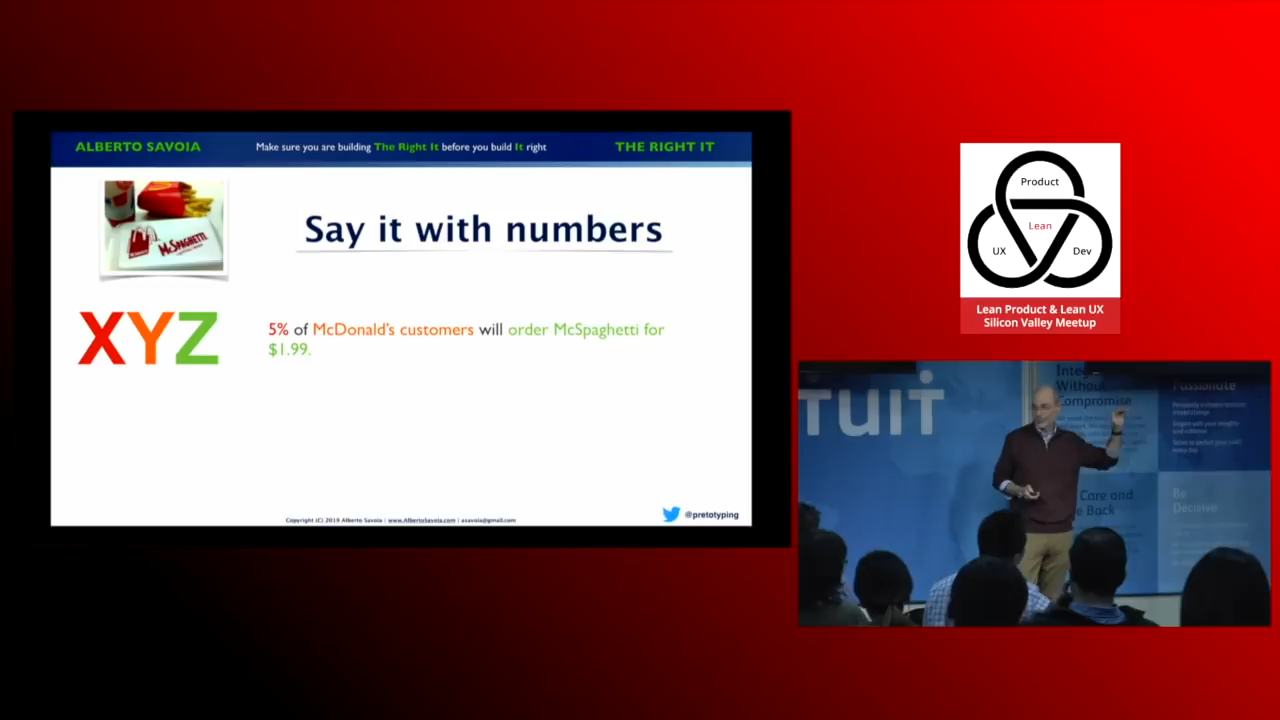 ALBERTO SAVOIA
Make sure you are building The Right It before you build It right
THE RIGHT IT
McSPAGHETTI
Say it with numbers
XYZ
5% of McDonald's customers will order McSpaghetti for
$1.99.
Copyright (C) 2019 Alberto Savoia | www.AlbertoSavoia.com | asavoia@gmail.com
@pretotyping
Product
Lean
UX
Dev
Lean Product & Lean UX
Silicon Valley Meetup
TUIT
Without
Compromise
Passionate
Care and
Back
Be
Decisive